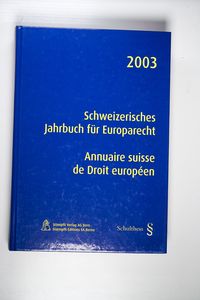 2003
Schweizerisches
Jahrbuch für Europarecht
Annuaire suisse
de Droit européen
Stämpfli Verlag AG Bern
Stämpfli Editions SA Berne
Schulthess §